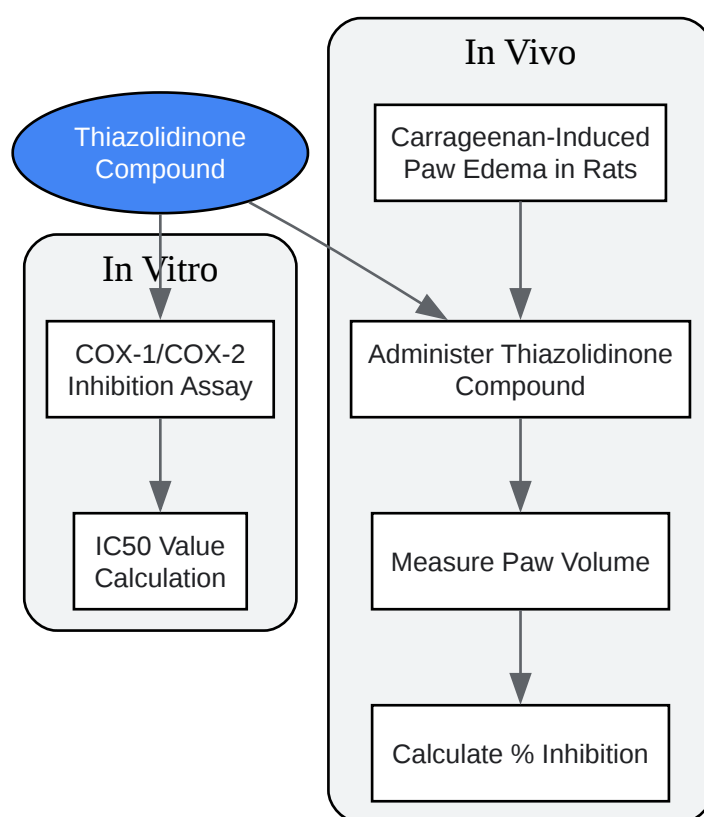 Thiazolidinone
Compound
In Vitro
COX-1/COX-2
Inhibition Assay
IC50 Value
Calculation
In Vivo
Carrageenan-Induced
Paw Edema in Rats
Administer Thiazolidinone
Compound
Measure Paw Volume
Calculate % Inhibition